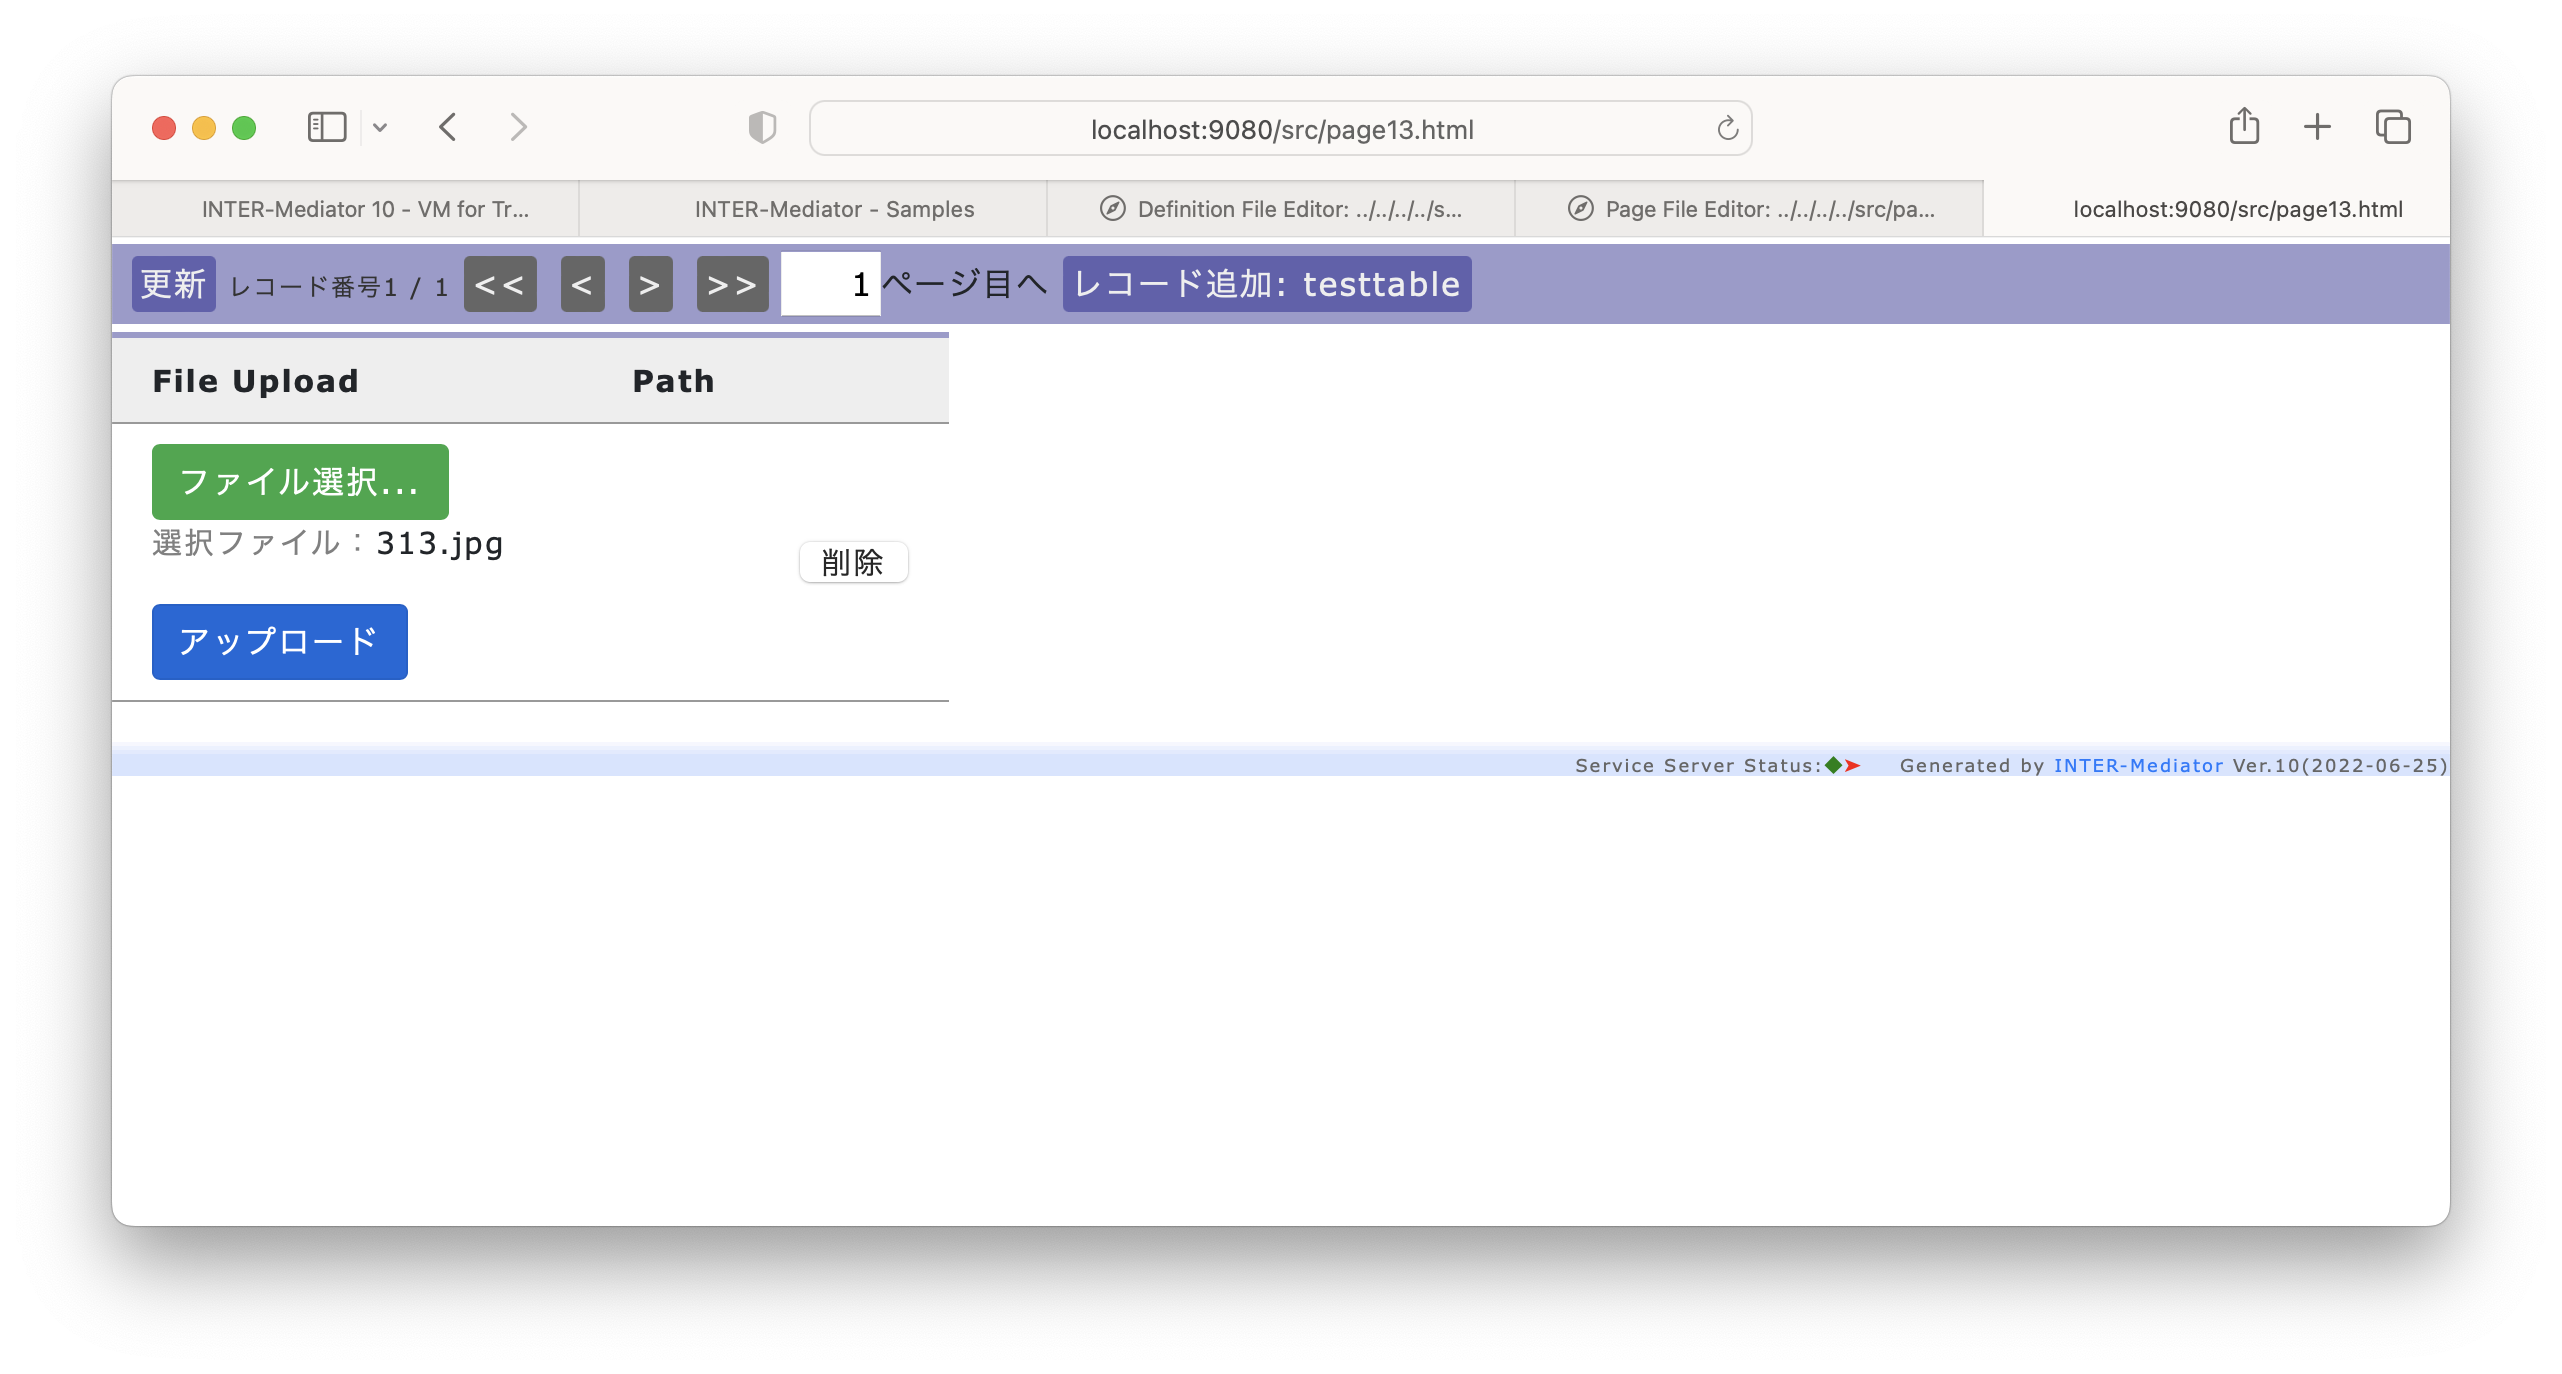 localhost:9080/src/page13.html
INTER-Mediator 10 - VM for Tr... INTER-Mediator - Samples Definition File Editor: ../../../../s... Page File Editor: ../../../../src/pa... localhost:9080/src/page13.html
更新 レコード番号1 / 1 << < > >> 1 ページ目へ レコード追加: testtable
File Upload Path
ファイル選択...
選択ファイル：313.jpg
削除
アップロード
Service Server Status:◆➤ Generated by INTER-Mediator Ver.10(2022-06-25)